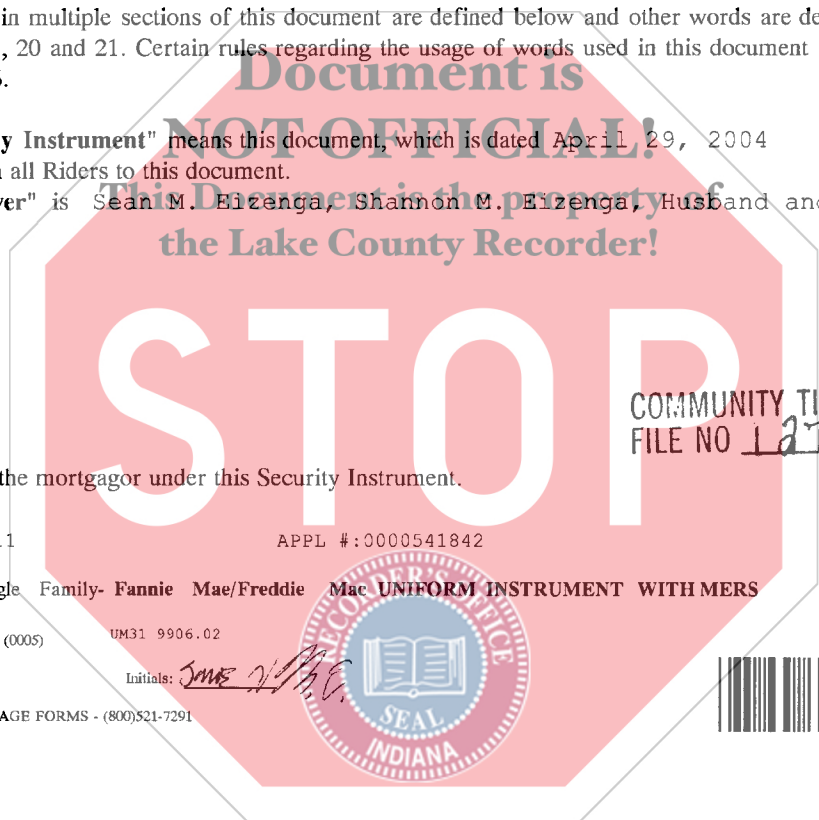 in multiple sections of this document are defined below and other words are de
, 20 and 21. Certain rules regarding the usage of words used in this document
Document is
y Instrument" means this document, which is dated April 29, 2004
NOT OFFICIAL!
all Riders to this document.
er" is Sean M. Eizenga, Shannon M. Eizenga, Husband and
This Document is the property of
the Lake County Recorder!
STOP
COMMUNITY TI
FILE NO 127
the mortgagor under this Security Instrument.
1 APPL #:0000541842
gle Family- Fannie Mae/Freddie Mac UNIFORM INSTRUMENT WITH MERS
(0005) UM31 9906.02
Initials:
AGE FORMS - (800)521-7291
RECORDER'S OFFICE
SEAL
INDIANA